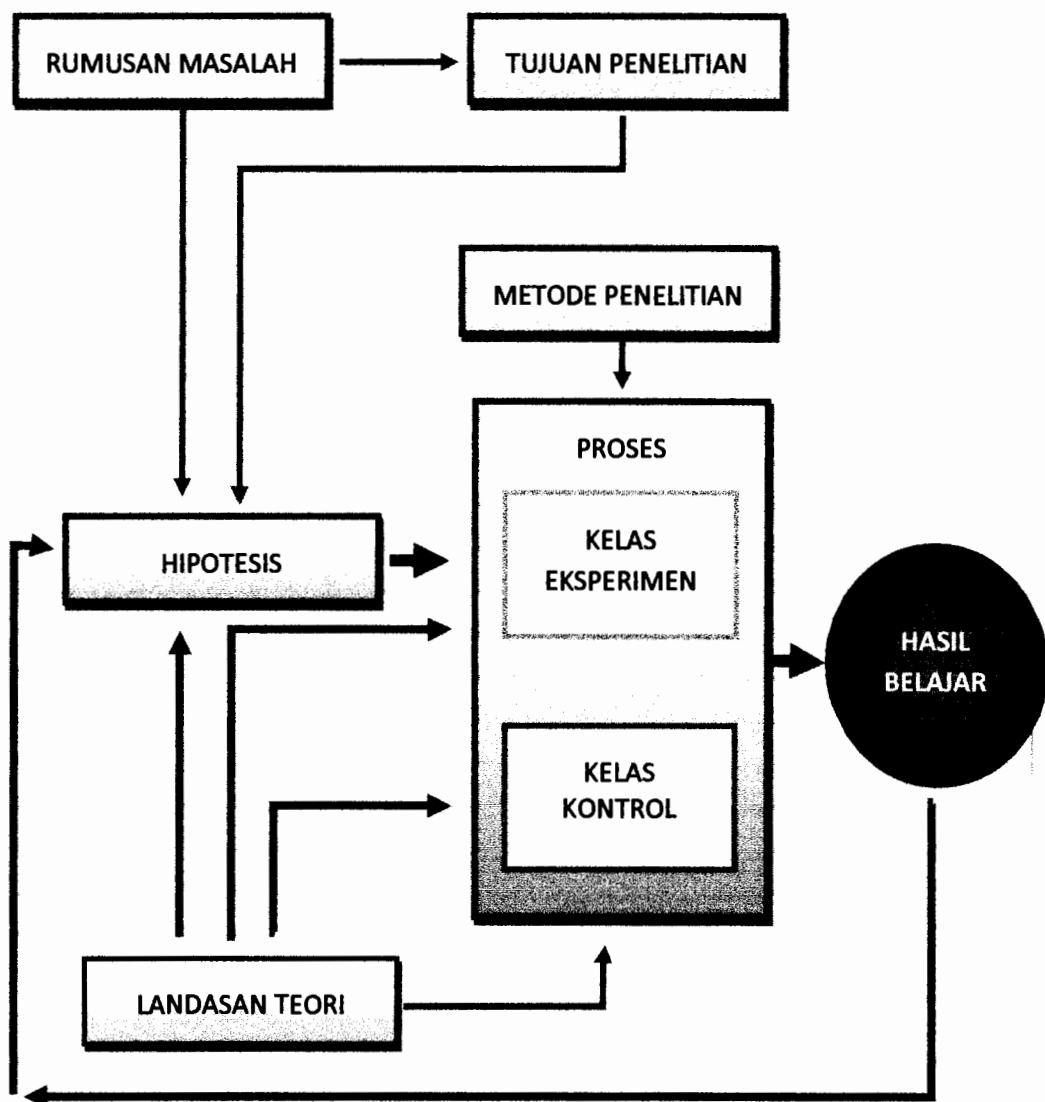 RUMUSAN MASALAH
TUJUAN PENELITIAN
METODE PENELITIAN
PROSES
KELAS
EKSPERIMEN
HIPOTESIS
HASIL
BELAJAR
KELAS
KONTROL
LANDASAN TEORI